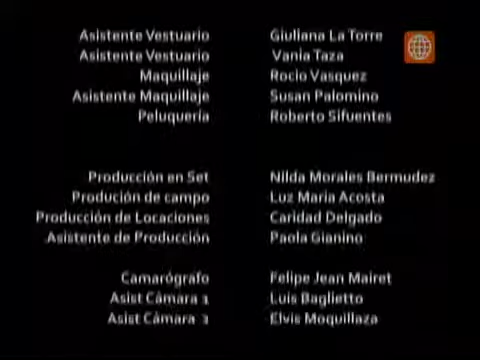 Asistente Vestuario Giuliana La Torre
Asistente Vestuario Vania Taza
Maquillaje Rocio Vasquez
Asistente Maquillaje Susan Palomino
Peluqueria Roberto Sifuentes
Producción en Set Nilda Morales Bermudez
Produción de campo Luz Maria Acosta
Producción de Locaciones Caridad Delgado
Asistente de Producción Paola Gianino
Camarógrafo Felipe Jean Mairet
Asist Cámara 1 Luis Baglietto
Asist Cámara 2 Elvis Moquillaza